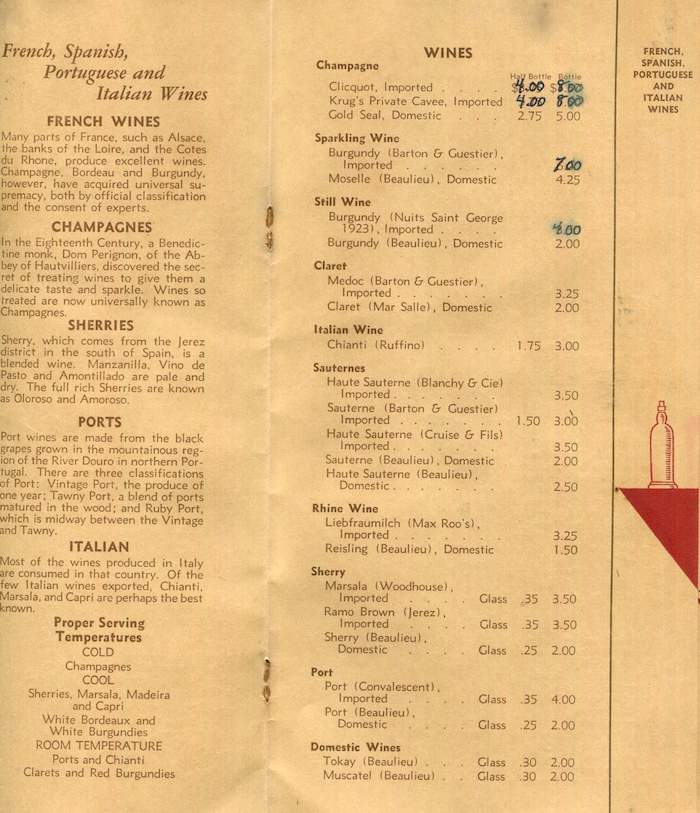 French, Spanish,
Portuguese and
Italian Wines
FRENCH WINES
Many parts of France, such as Alsace,
the banks of the Loire, and the Cotes
du Rhone, produce excellent wines.
Champagne, Bordeau and Burgundy,
however, have acquired universal su-
premacy, both by official classification
and the consent of experts.
CHAMPAGNES
In the Eighteenth Century, a Benedic-
tine monk, Dom Perignon, of the Ab-
bey of Hautvilliers, discovered the sec-
ret of treating wines to give them a
delicate taste and sparkle. Wines so
treated are now universally known as
Champagnes.
SHERRIES
Sherry, which comes from the Jerez
district in the south of Spain, is a
blended wine. Manzanilla, Vino de
Pasto and Amontillado are pale and
dry. The full rich Sherries are known
as Oloroso and Amoroso.
PORTS
Port wines are made from the black
grapes grown in the mountainous reg-
ion of the River Douro in northern Por-
tugal. There are three classifications
of Port: Vintage Port, the produce of
one year; Tawny Port, a blend of ports
matured in the wood; and Ruby Port,
which is midway between the Vintage
and Tawny.
ITALIAN
Most of the wines produced in Italy
are consumed in that country. Of the
few Italian wines exported, Chianti,
Marsala, and Capri are perhaps the best
known.
Proper Serving
Temperatures
COLD
Champagnes
COOL
Sherries, Marsala, Madeira
and Capri
White Bordeaux and
White Burgundies
ROOM TEMPERATURE
Ports and Chianti
Clarets and Red Burgundies
WINES
Champagne
Half Bottle Bottle
Clicquot, Imported . . . . $4.00 $8.00
Krug's Private Cavee, Imported 4.00 8.00
Gold Seal, Domestic . . . 2.75 5.00
Sparkling Wine
Burgundy (Barton & Guestier),
Imported . . . . . . . 7.00
Moselle (Beaulieu), Domestic 4.25
Still Wine
Burgundy (Nuits Saint George
1923), Imported . . . . 4.00
Burgundy (Beaulieu), Domestic 2.00
Claret
Medoc (Barton & Guestier),
Imported . . . . . . . 3.25
Claret (Mar Salle), Domestic 2.00
Italian Wine
Chianti (Ruffino) . . . . 1.75 3.00
Sauternes
Haute Sauterne (Blanchy & Cie)
Imported . . . . . . . 3.50
Sauterne (Barton & Guestier)
Imported . . . . . . . 1.50 3.00
Haute Sauterne (Cruise & Fils)
Imported . . . . . . . 3.50
Sauterne (Beaulieu), Domestic 2.00
Haute Sauterne (Beaulieu),
Domestic . . . . . . . 2.50
Rhine Wine
Liebfraumilch (Max Roo's),
Imported . . . . . . . 3.25
Reisling (Beaulieu), Domestic 1.50
Sherry
Marsala (Woodhouse),
Imported . . . . Glass .35 3.50
Ramo Brown (Jerez),
Imported . . . . Glass .35 3.50
Sherry (Beaulieu),
Domestic . . . . Glass .25 2.00
Port
Port (Convalescent),
Imported . . . . Glass .35 4.00
Port (Beaulieu),
Domestic . . . . Glass .25 2.00
Domestic Wines
Tokay (Beaulieu) . . . Glass .30 2.00
Muscatel (Beaulieu) . . Glass .30 2.00
FRENCH,
SPANISH,
PORTUGUESE
AND
ITALIAN
WINES